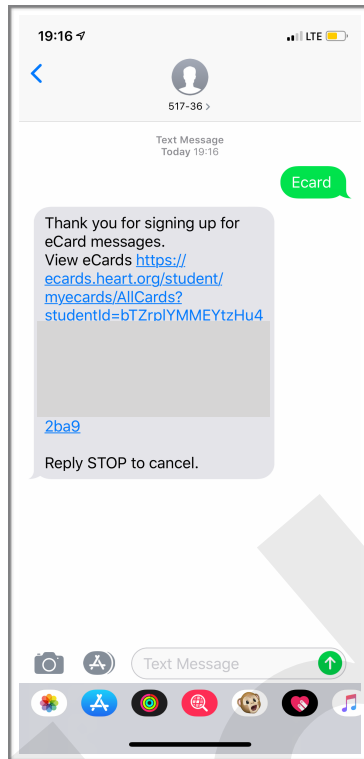 19:16
LTE
517-36 >
Text Message
Today 19:16
Ecard
Thank you for signing up for
eCard messages.
View eCards https://
ecards.heart.org/student/
myecards/AllCards?
studentId=bTZrplYMMEYtzHu4
2ba9
Reply STOP to cancel.
Text Message